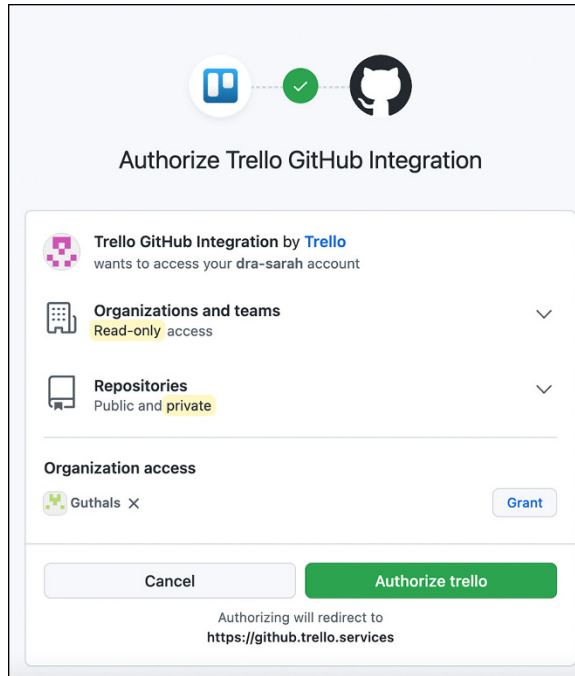 Authorize Trello GitHub Integration
Trello GitHub Integration by Trello
wants to access your dra-sarah account
Organizations and teams
Read-only access
Repositories
Public and private
Organization access
Guthals
Grant
Cancel
Authorize trello
Authorizing will redirect to
https://github.trello.services